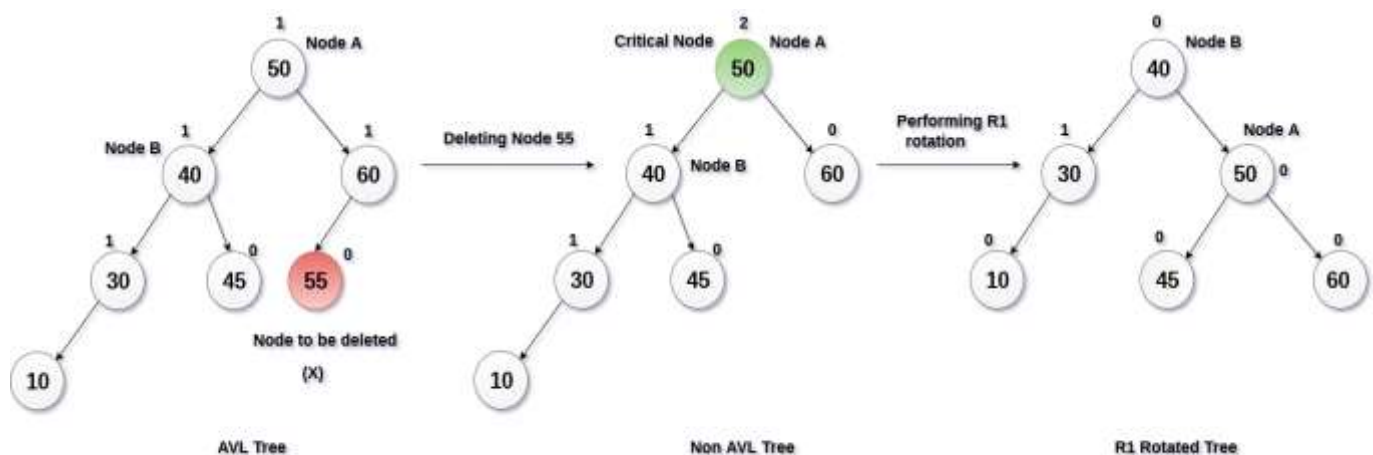 1
Node A
50
1
Node B
40
1
60
1
30
0
45
0
55
10
Node to be deleted
(X)
AVL Tree
Deleting Node 55
2
Critical Node
Node A
50
1
40
Node B
0
60
1
30
0
45
10
Non AVL Tree
Performing R1
rotation
0
Node B
40
1
30
Node A
50
0
0
10
0
45
0
60
R1 Rotated Tree